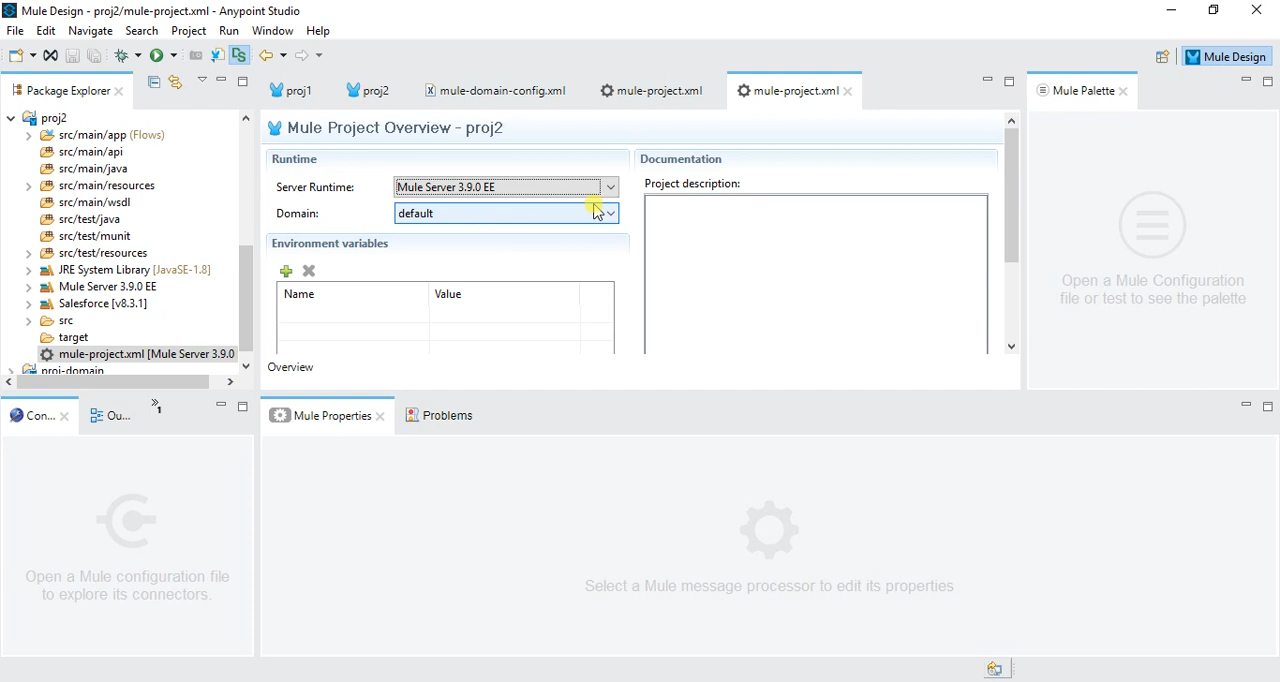 Mule Design - proj2/mule-project.xml - Anypoint Studio
File Edit Navigate Search Project Run Window Help
Mule Design
Package Explorer
proj1
proj2
mule-domain-config.xml
mule-project.xml
mule-project.xml
Mule Palette
proj2
src/main/app (Flows)
src/main/api
src/main/java
src/main/resources
src/main/wsdl
src/test/java
src/test/munit
src/test/resources
JRE System Library [JavaSE-1.8]
Mule Server 3.9.0 EE
Salesforce [v8.3.1]
src
target
mule-project.xml [Mule Server 3.9.0
proj-domain
Mule Project Overview - proj2
Runtime
Server Runtime: Mule Server 3.9.0 EE
Domain: default
Environment variables
Name Value
Overview
Documentation
Project description:
Open a Mule Configuration
file or test to see the palette
Con...
Ou...
1
Open a Mule configuration file
to explore its connectors.
Mule Properties
Problems
Select a Mule message processor to edit its properties